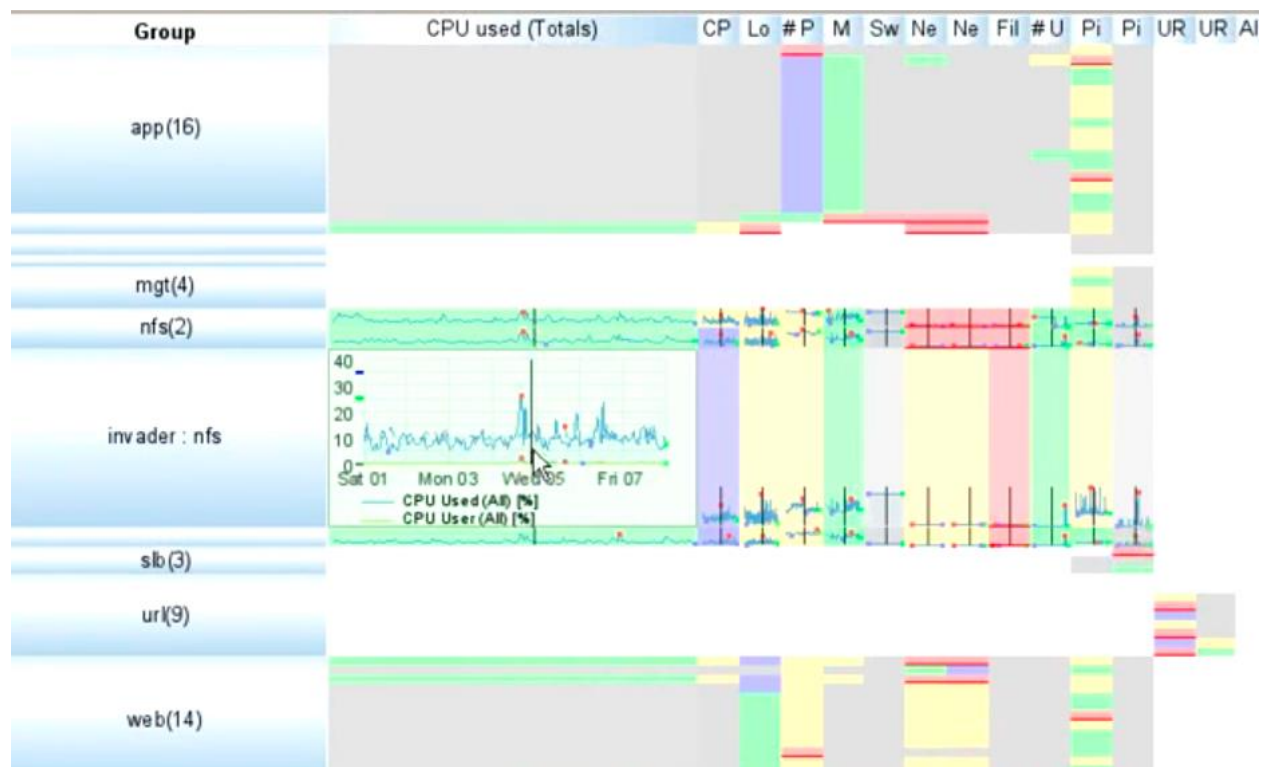 Group CPU used (Totals) CP Lo #P M Sw Ne Ne Fil #U Pi Pi UR UR Al
app(16)
mgt(4)
nfs(2)
invader : nfs
40
30
20
10
0
Sat 01 Mon 03 Wed 05 Fri 07
CPU Used (All) [%]
CPU User (All) [%]
slb(3)
url(9)
web(14)